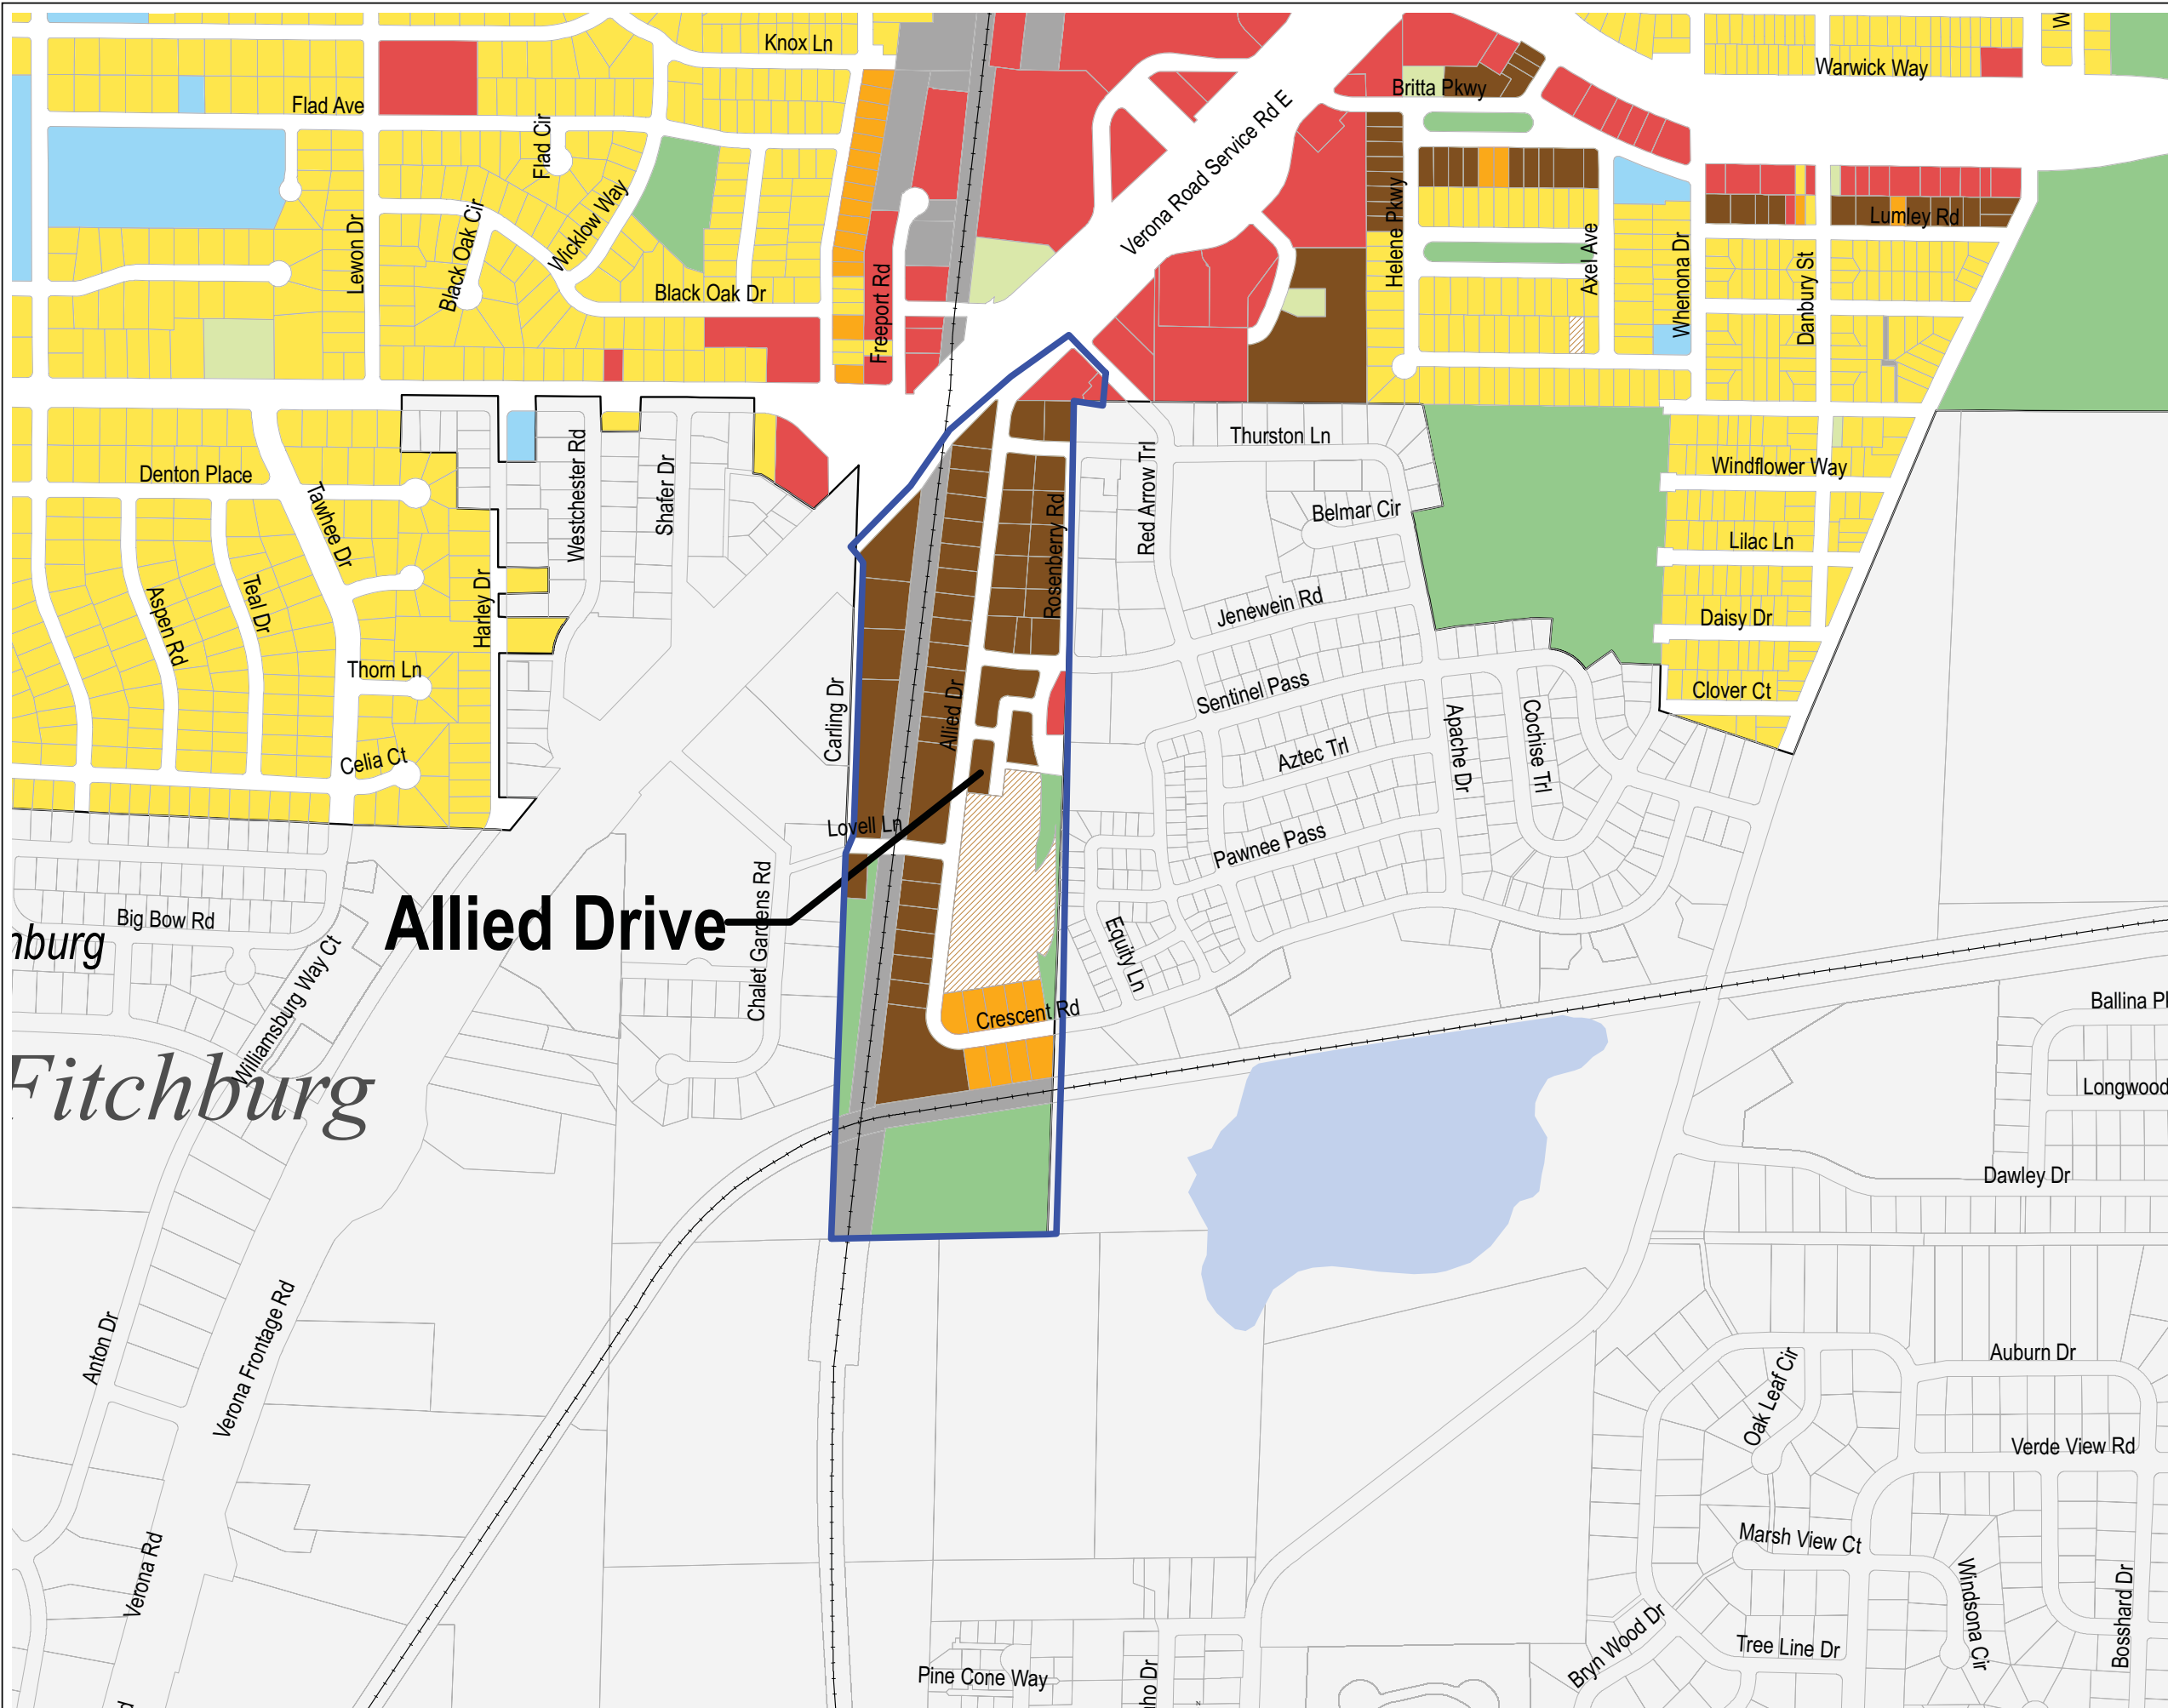 Knox Ln
W
Warwick Way
Britta Pkwy
Flad Ave
Flad Cir
Verona Road Service Rd E
Wicklow Way
Black Oak Cir
Lewon Dr
Helene Pkwy
Lumley Rd
Axel Ave
Whenona Dr
Danbury St
Black Oak Dr
Freeport Rd
Thurston Ln
Denton Place
Windflower Way
Westchester Rd
Shafer Dr
Red Arrow Trl
Tawhee Dr
Belmar Cir
Rosenberry Rd
Lilac Ln
Aspen Rd
Teal Dr
Harley Dr
Jenewein Rd
Daisy Dr
Thorn Ln
Sentinel Pass
Clover Ct
Carling Dr
Allied Dr
Apache Dr
Cochise Trl
Celia Ct
Aztec Trl
Lovell Ln
Pawnee Pass
Chalet Gardens Rd
Allied Drive
Big Bow Rd
nburg
Equity Ln
Williamsburg Way Ct
Crescent Rd
Ballina Pl
Fitchburg
Longwood
Dawley Dr
Anton Dr
Verona Frontage Rd
Auburn Dr
Oak Leaf Cir
Verde View Rd
Marsh View Ct
Verona Rd
Windsona Cir
Bosshard Dr
Bryn Wood Dr
Tree Line Dr
Pine Cone Way
ho Dr
d